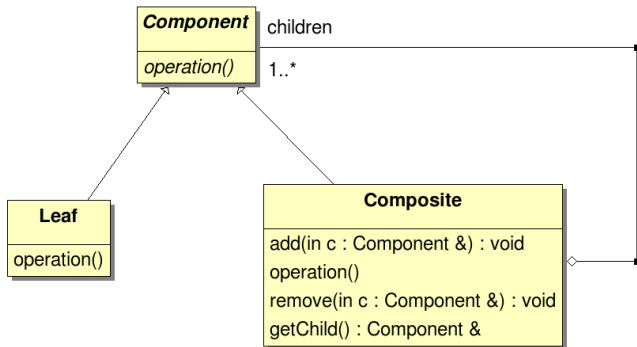 Component
children
operation()
1..*
Leaf
operation()
Composite
add(in c : Component &) : void
operation()
remove(in c : Component &) : void
getChild() : Component &